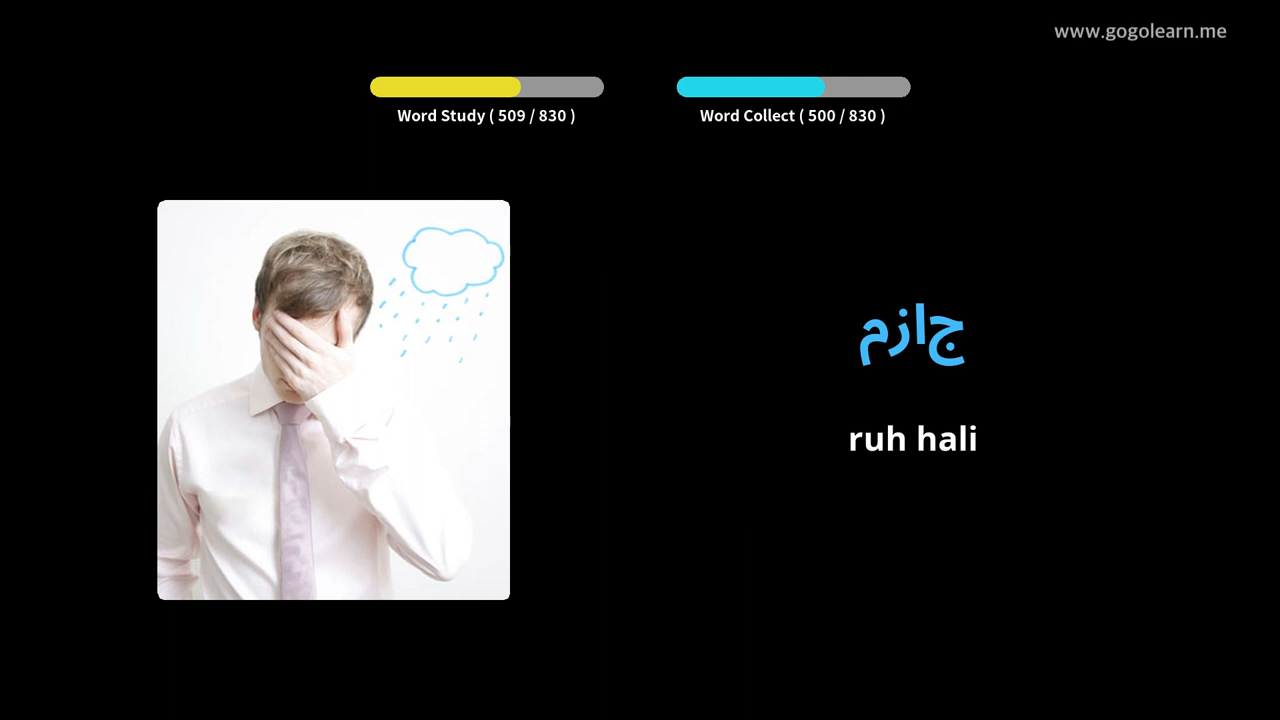 www.gogolearn.me
Word Study ( 509 / 830 )
Word Collect ( 500 / 830 )
جازم
ruh hali